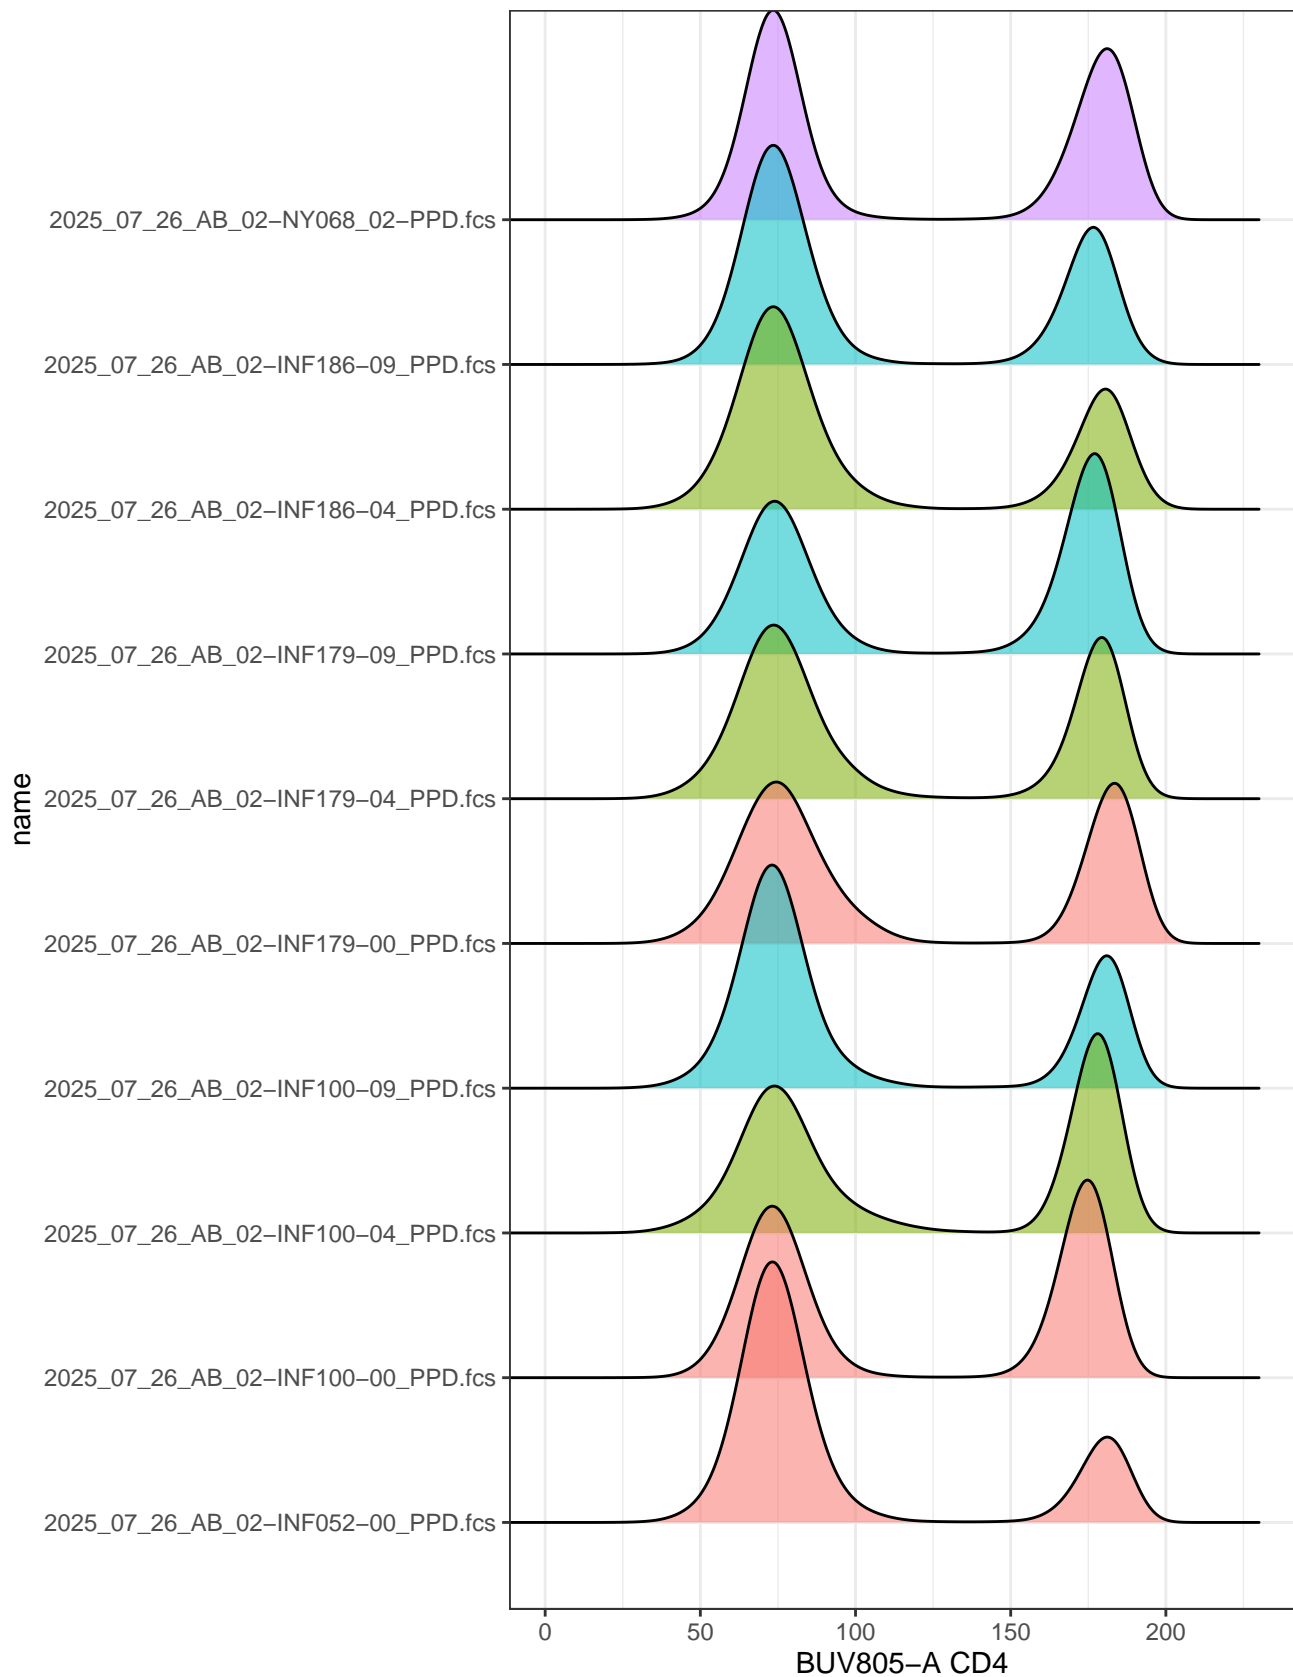 2025_07_26_AB_02−NY068_02−PPD.fcs
2025_07_26_AB_02−INF186−09_PPD.fcs
2025_07_26_AB_02−INF186−04_PPD.fcs
2025_07_26_AB_02−INF179−09_PPD.fcs
2025_07_26_AB_02−INF179−04_PPD.fcs
name
2025_07_26_AB_02−INF179−00_PPD.fcs
2025_07_26_AB_02−INF100−09_PPD.fcs
2025_07_26_AB_02−INF100−04_PPD.fcs
2025_07_26_AB_02−INF100−00_PPD.fcs
2025_07_26_AB_02−INF052−00_PPD.fcs
0 50 100 150 200
BUV805−A CD4